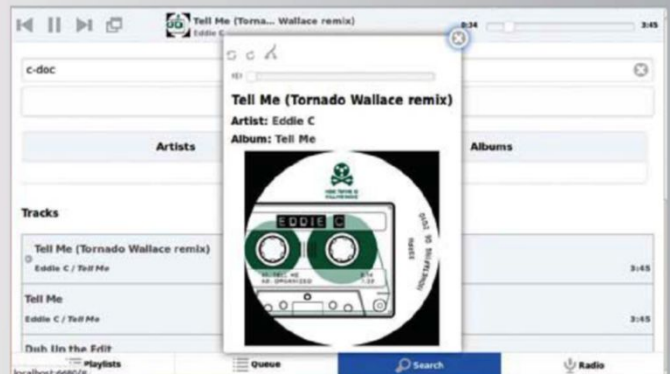 Tell Me (Torna... Wallace remix)
Eddie C
0:34
3:45
c-doc
Tell Me (Tornado Wallace remix)
Artist: Eddie C
Album: Tell Me
EDDIE C
Artists
Albums
Tracks
Tell Me (Tornado Wallace remix)
Eddie C / Tell Me
3:45
Tell Me
Eddie C / Tell Me
3:45
Dub Up the Edit
Playlists
Queue
Search
Radio